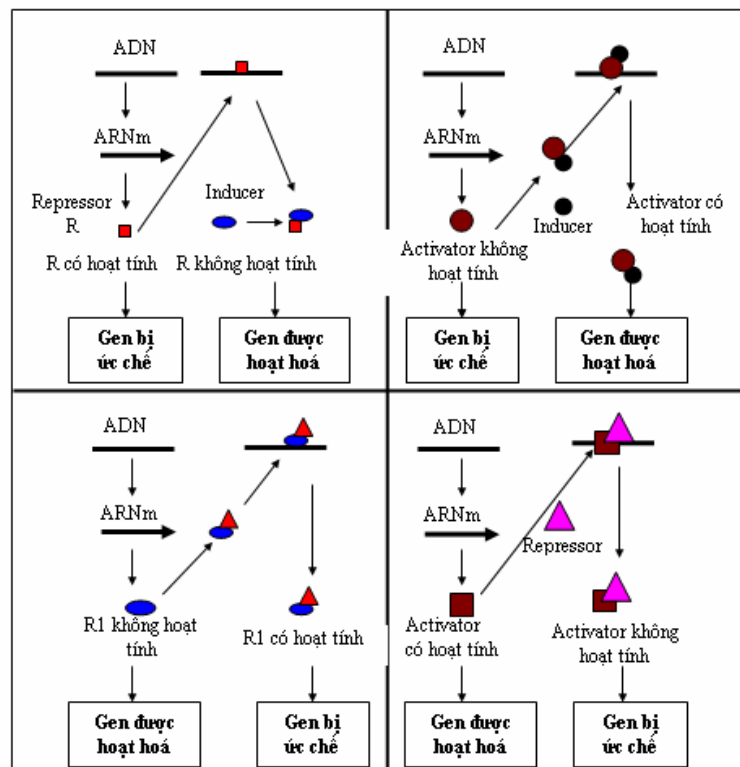 ADN
ARNm
Repressor
R
Inducer
R có hoạt tính
R không hoạt tính
Gen bị
ức chế
Gen được
hoạt hoá
ADN
ARNm
Inducer
Activator có
hoạt tính
Activator không
hoạt tính
Gen bị
ức chế
Gen được
hoạt hoá
ADN
ARNm
R1 không hoạt
tính
R1 có hoạt tính
Gen được
hoạt hoá
Gen bị
ức chế
ADN
ARNm
Repressor
Activator
có hoạt tính
Activator không
hoạt tính
Gen được
hoạt hoá
Gen bị
ức chế